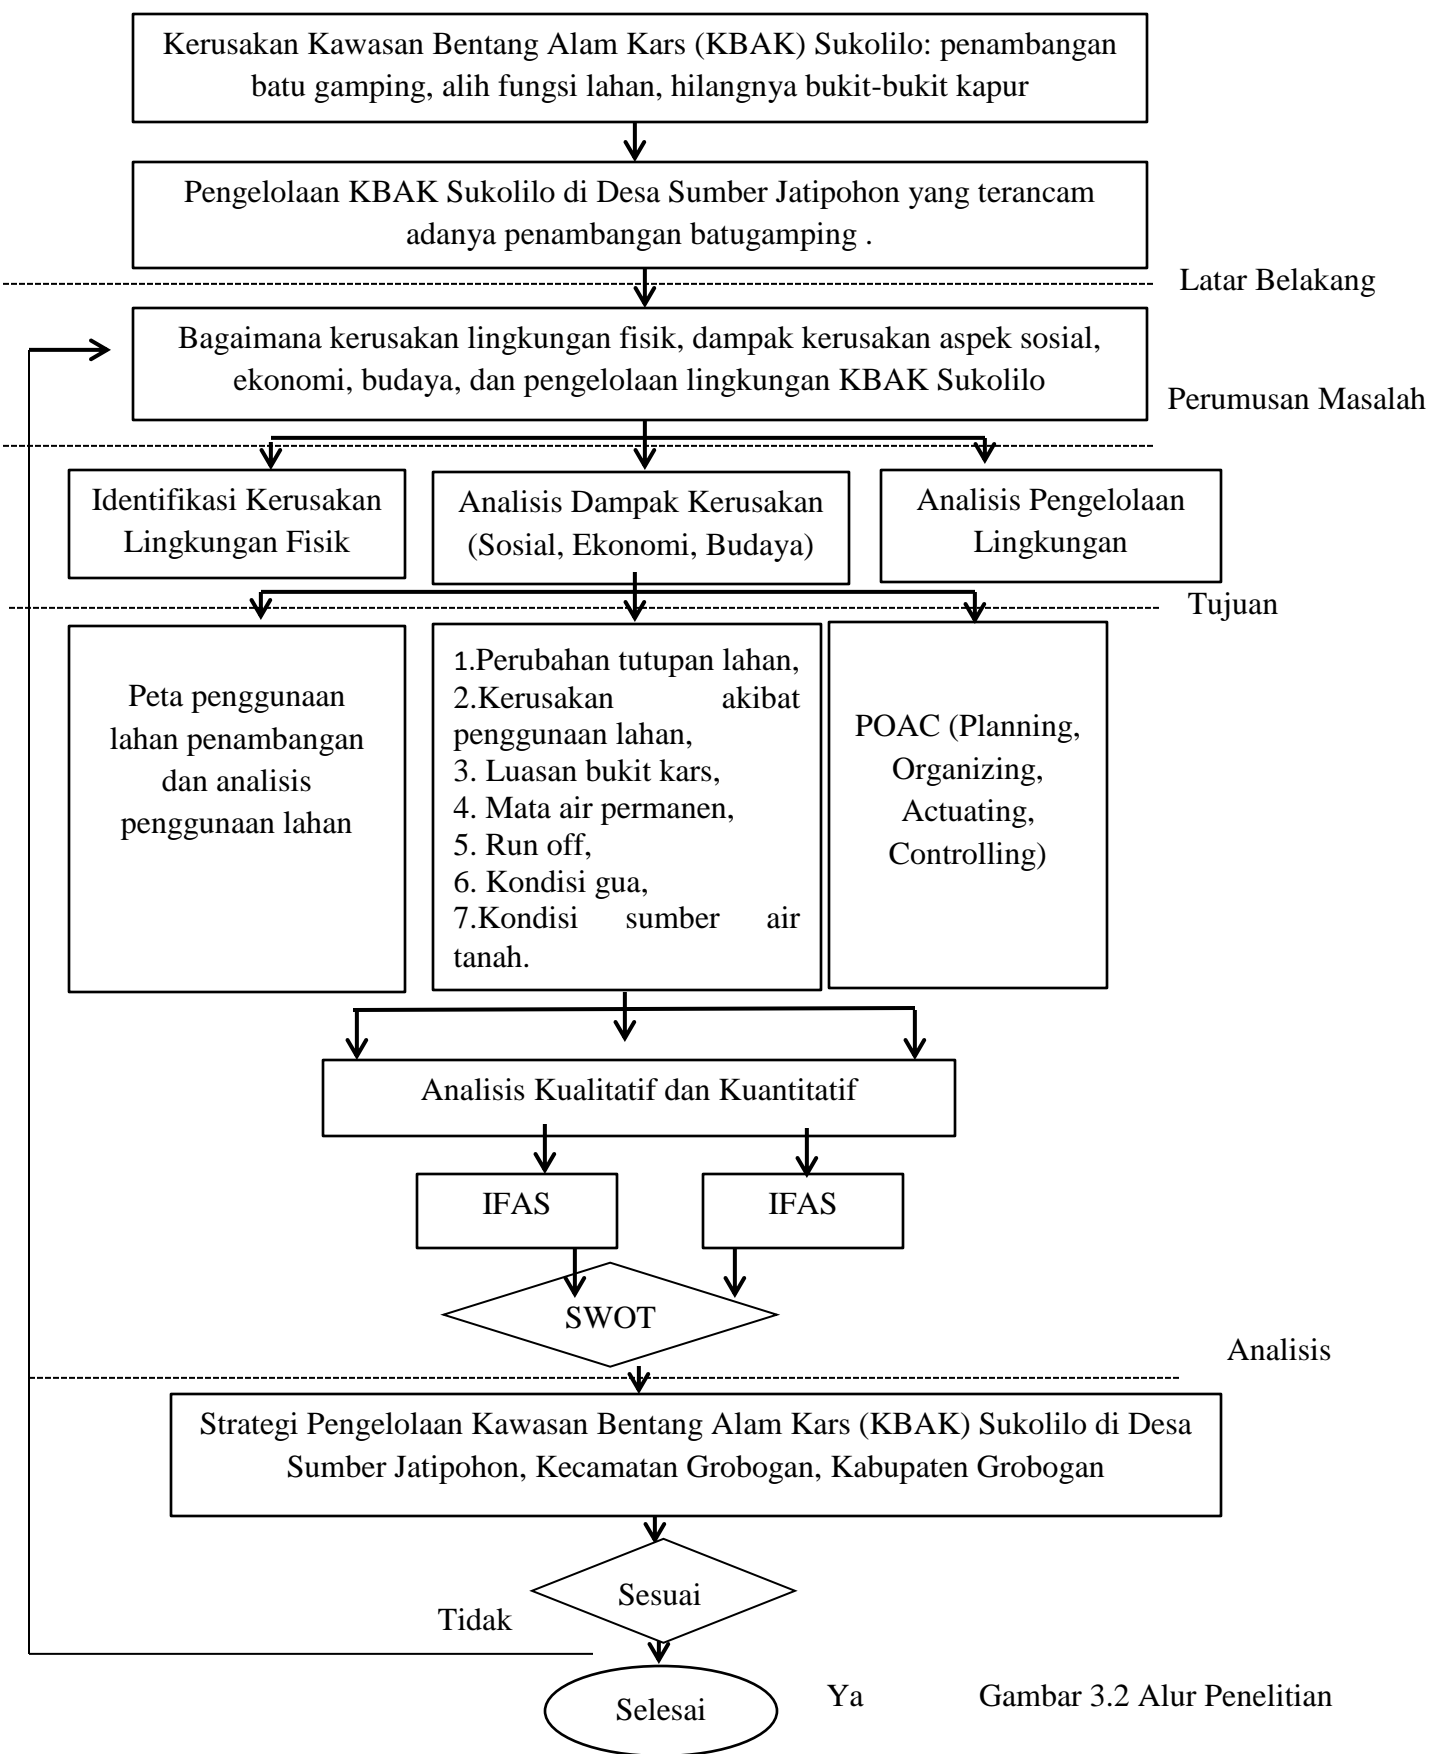 Kerusakan Kawasan Bentang Alam Kars (KBAK) Sukolilo: penambangan
batu gamping, alih fungsi lahan, hilangnya bukit-bukit kapur
Pengelolaan KBAK Sukolilo di Desa Sumber Jatipohon yang terancam
adanya penambangan batugamping .
Latar Belakang
Bagaimana kerusakan lingkungan fisik, dampak kerusakan aspek sosial,
ekonomi, budaya, dan pengelolaan lingkungan KBAK Sukolilo
Perumusan Masalah
Identifikasi Kerusakan
Lingkungan Fisik
Analisis Dampak Kerusakan
(Sosial, Ekonomi, Budaya)
Analisis Pengelolaan
Lingkungan
Tujuan
Peta penggunaan
lahan penambangan
dan analisis
penggunaan lahan
1.Perubahan tutupan lahan,
2.Kerusakan akibat
penggunaan lahan,
3. Luasan bukit kars,
4. Mata air permanen,
5. Run off,
6. Kondisi gua,
7.Kondisi sumber air
tanah.
POAC (Planning,
Organizing,
Actuating,
Controlling)
Analisis Kualitatif dan Kuantitatif
IFAS
IFAS
SWOT
Analisis
Strategi Pengelolaan Kawasan Bentang Alam Kars (KBAK) Sukolilo di Desa
Sumber Jatipohon, Kecamatan Grobogan, Kabupaten Grobogan
Sesuai
Tidak
Selesai
Ya
Gambar 3.2 Alur Penelitian